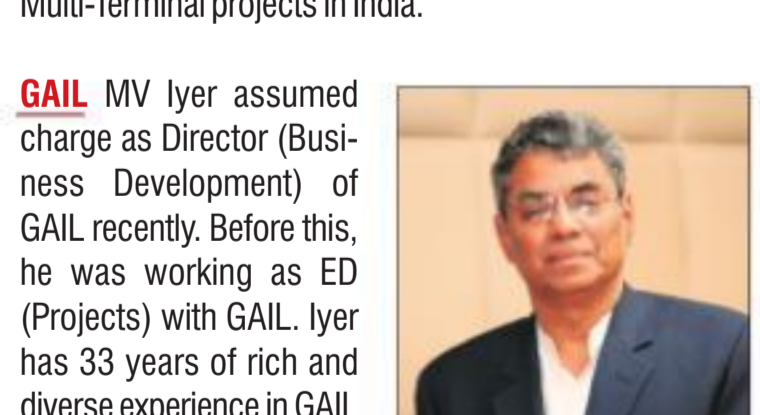 Multi-Terminal projects in India.
GAIL MV Iyer assumed
charge as Director (Busi-
ness Development) of
GAIL recently. Before this,
he was working as ED
(Projects) with GAIL. Iyer
has 33 years of rich and
diverse experience in GAIL